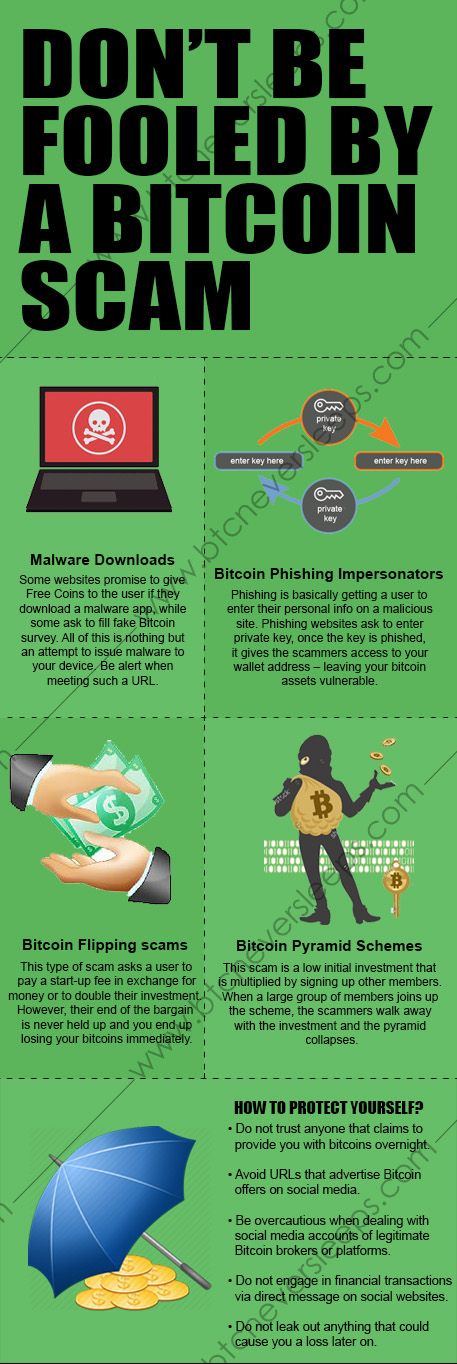 DON'T BE
FOOLED BY
A BITCOIN
SCAM
Malware Downloads
Some websites promise to give
Free Coins to the user if they
download a malware app, while
some ask to fill fake Bitcoin
survey. All of this is nothing but
an attempt to issue malware to
your device. Be alert when
meeting such a URL.
private
key
enter key here
enter key here
private
key
Bitcoin Phishing Impersonators
Phishing is basically getting a user to
enter their personal info on a malicious
site. Phishing websites ask to enter
private key, once the key is phished,
it gives the scammers access to your
wallet address – leaving your bitcoin
assets vulnerable.
Bitcoin Flipping scams
This type of scam asks a user to
pay a start-up fee in exchange for
money or to double their investment.
However, their end of the bargain
is never held up and you end up
losing your bitcoins immediately.
Bitcoin Pyramid Schemes
This scam is a low initial investment that
is multiplied by signing up other members.
When a large group of members joins up
the scheme, the scammers walk away
with the investment and the pyramid
collapses.
HOW TO PROTECT YOURSELF?
• Do not trust anyone that claims to
provide you with bitcoins overnight.
• Avoid URLs that advertise Bitcoin
offers on social media.
• Be overcautious when dealing with
social media accounts of legitimate
Bitcoin brokers or platforms.
• Do not engage in financial transactions
via direct message on social websites.
• Do not leak out anything that could
cause you a loss later on.
www.btcneversleeps.com
www.btcneversleeps.com
www.btcneversleeps.com